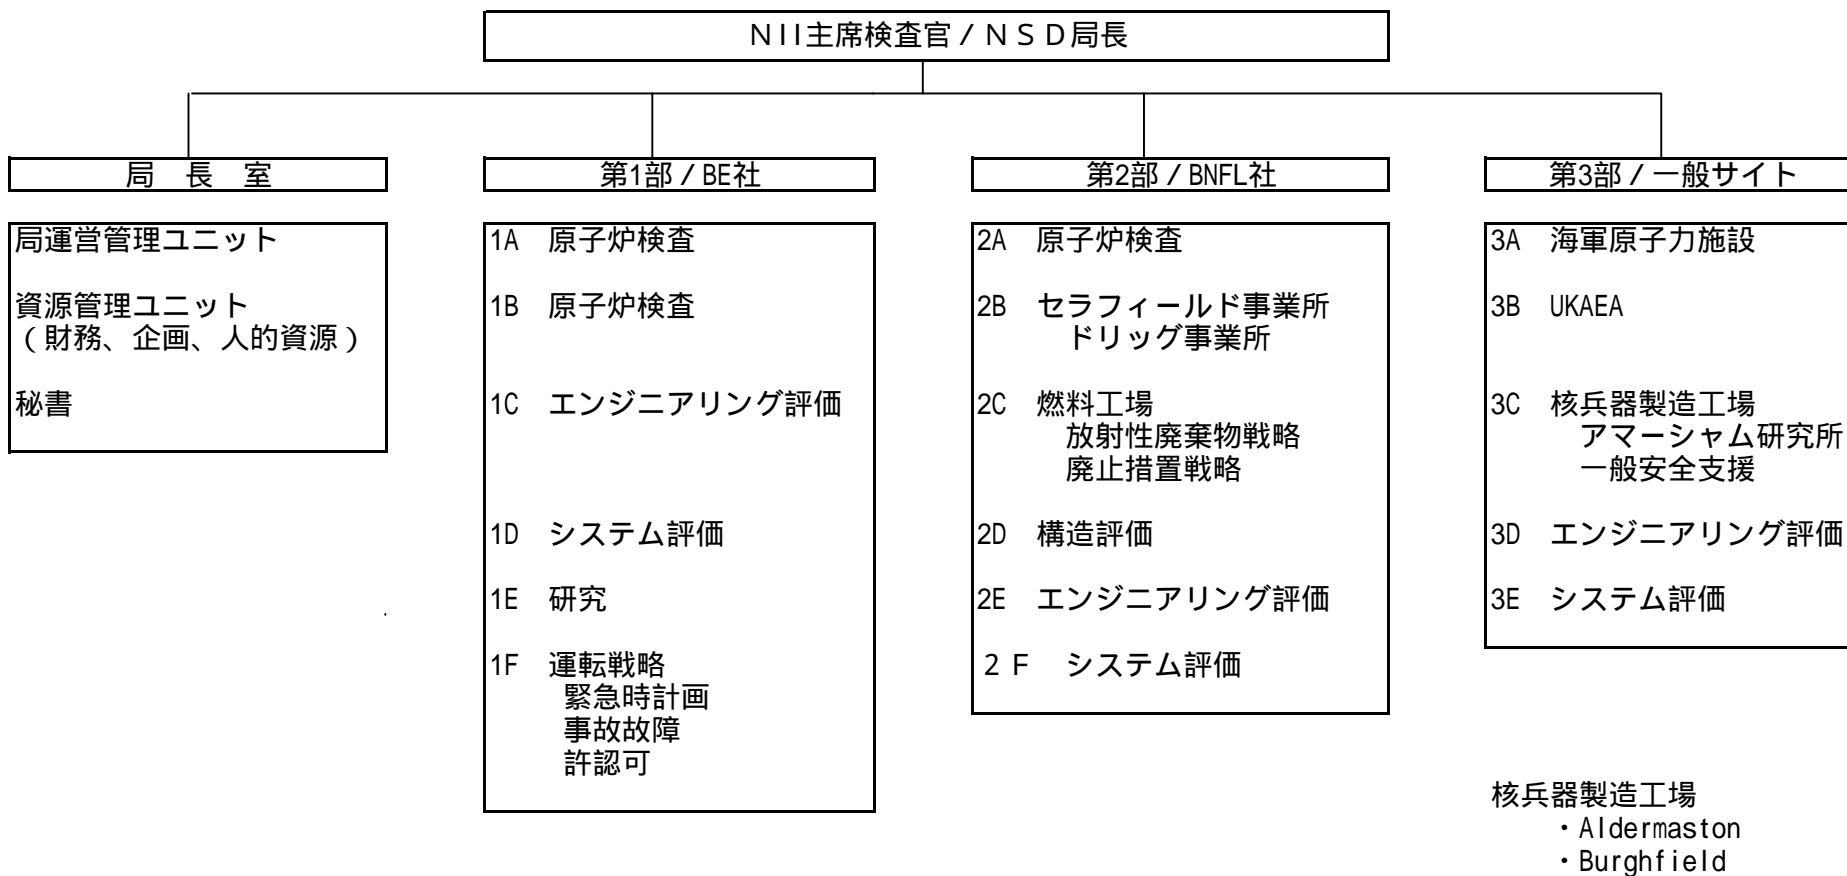 NII主席検査官/NSD局長
局 長 室
局運営管理ユニット
資源管理ユニット
(財務、企画、人的資源)
秘書
第1部/BE社
1A 原子炉検査
1B 原子炉検査
1C エンジニアリング評価
1D システム評価
1E 研究
1F 運転戦略
緊急時計画
事故故障
許認可
第2部/BNFL社
2A 原子炉検査
2B セラフィールド事業所
ドリッグ事業所
2C 燃料工場
放射性廃棄物戦略
廃止措置戦略
2D 構造評価
2E エンジニアリング評価
2F システム評価
第3部/一般サイト
3A 海軍原子力施設
3B UKAEA
3C 核兵器製造工場
アマーシャム研究所
一般安全支援
3D エンジニアリング評価
3E システム評価
核兵器製造工場
・Aldermaston
・Burghfield